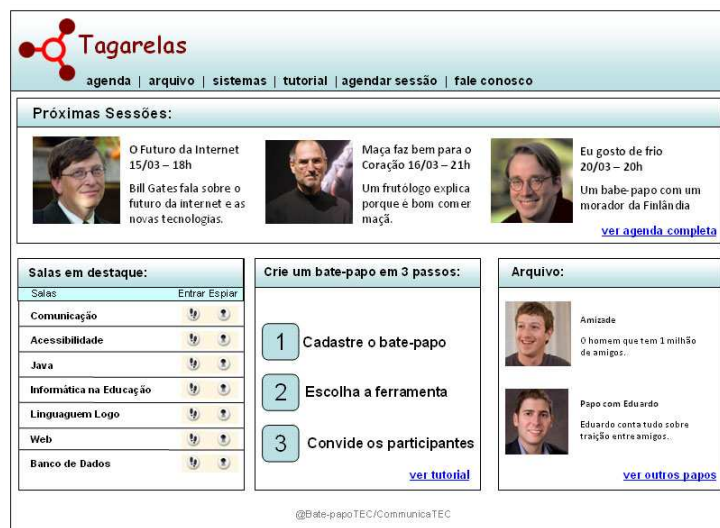 Tagarelas
agenda | arquivo | sistemas | tutorial | agendar sessão | fale conosco
Próximas Sessões:
O Futuro da Internet
15/03 – 18h
Bill Gates fala sobre o
futuro da internet e as
novas tecnologias.
Maça faz bem para o
Coração 16/03 – 21h
Um frutólogo explica
porque é bom comer
maçã.
Eu gosto de frio
20/03 – 20h
Um babe-papo com um
morador da Finlândia
ver agenda completa
Salas em destaque:
Salas Entrar Espiar
Comunicação
Acessibilidade
Java
Informática na Educação
Linguaguem Logo
Web
Banco de Dados
Crie um bate-papo em 3 passos:
1 Cadastre o bate-papo
2 Escolha a ferramenta
3 Convide os participantes
ver tutorial
Arquivo:
Amizade
O homem que tem 1 milhão
de amigos.
Papo com Eduardo
Eduardo conta tudo sobre
traição entre amigos.
ver outros papos
@Bate-papoTEC/CommunicaTEC